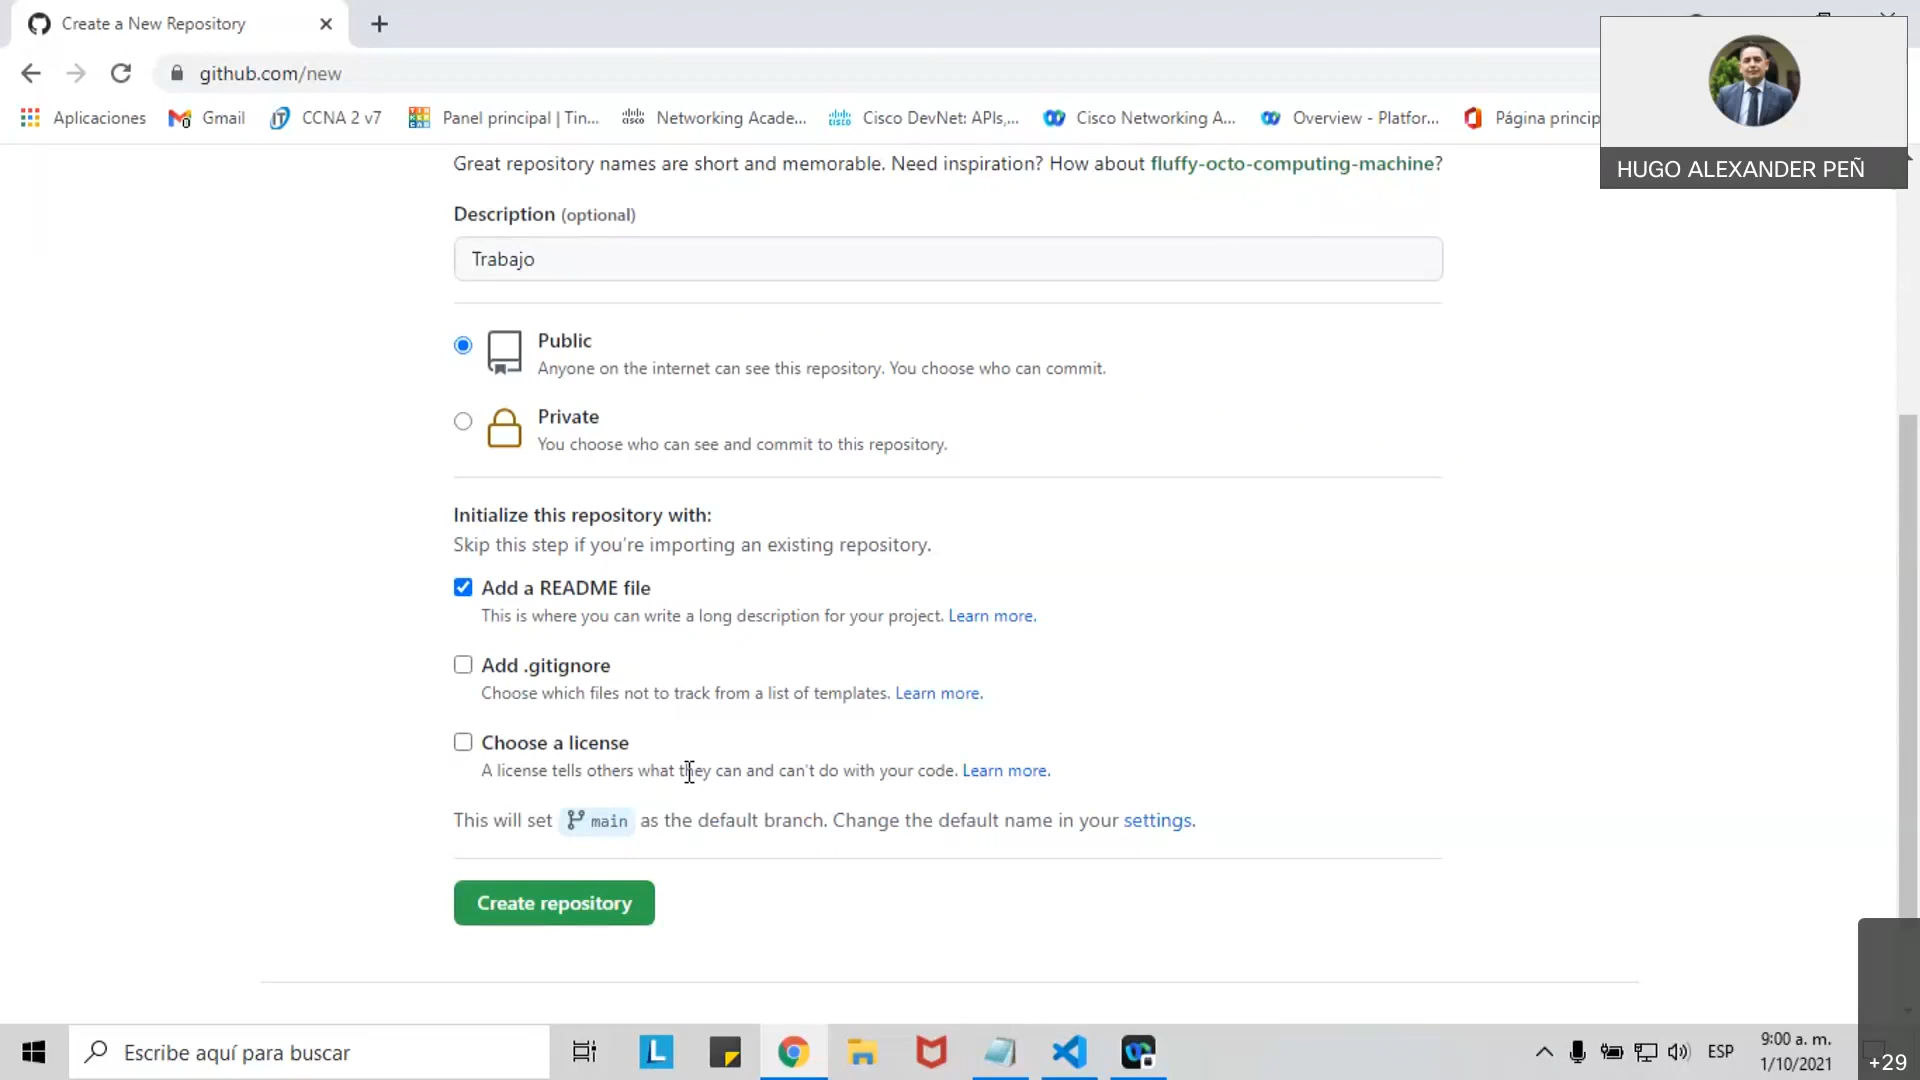 Create a New Repository
github.com/new
Aplicaciones
Gmail
CCNA 2 v7
Panel principal | Tin...
Networking Acade...
Cisco DevNet: APIs,...
Cisco Networking A...
Overview - Platfor...
Página princip
HUGO ALEXANDER PEÑ
Great repository names are short and memorable. Need inspiration? How about fluffy-octo-computing-machine?
Description (optional)
Trabajo
Public
Anyone on the internet can see this repository. You choose who can commit.
Private
You choose who can see and commit to this repository.
Initialize this repository with:
Skip this step if you're importing an existing repository.
Add a README file
This is where you can write a long description for your project. Learn more.
Add .gitignore
Choose which files not to track from a list of templates. Learn more.
Choose a license
A license tells others what they can and can't do with your code. Learn more.
This will set main as the default branch. Change the default name in your settings.
Create repository
Escribe aquí para buscar
L
ESP
9:00 a. m.
1/10/2021
+29